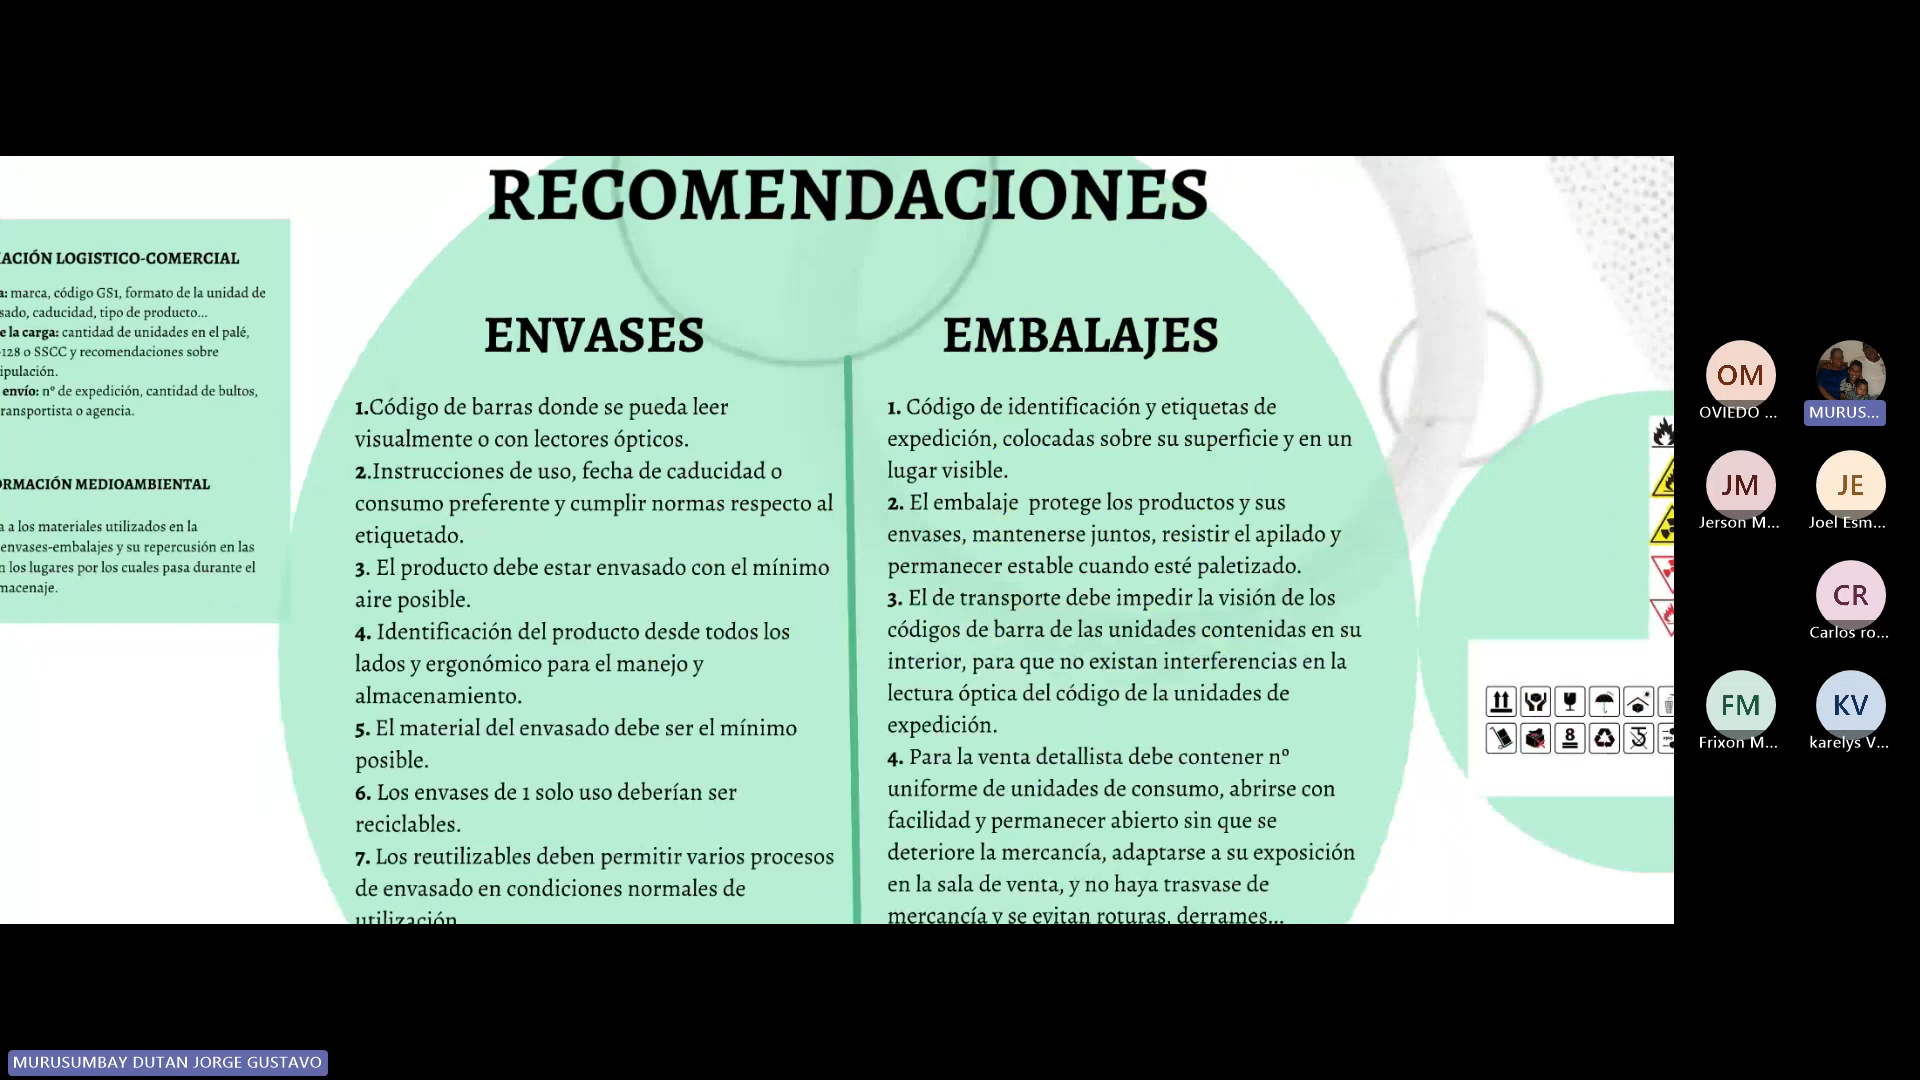 RECOMENDACIONES
ACIÓN LOGISTICO-COMERCIAL
a: marca, código GS1, formato de la unidad de
sado, caducidad, tipo de producto...
e la carga: cantidad de unidades en el palé,
-128 o SSCC y recomendaciones sobre
ipulación.
envío: nº de expedición, cantidad de bultos,
ransportista o agencia.
ORMACIÓN MEDIOAMBIENTAL
a a los materiales utilizados en la
envases-embalajes y su repercusión en las
n los lugares por los cuales pasa durante el
macenaje.
ENVASES
1.Código de barras donde se pueda leer
visualmente o con lectores ópticos.
2.Instrucciones de uso, fecha de caducidad o
consumo preferente y cumplir normas respecto al
etiquetado.
3. El producto debe estar envasado con el mínimo
aire posible.
4. Identificación del producto desde todos los
lados y ergonómico para el manejo y
almacenamiento.
5. El material del envasado debe ser el mínimo
posible.
6. Los envases de 1 solo uso deberían ser
reciclables.
7. Los reutilizables deben permitir varios procesos
de envasado en condiciones normales de
utilización
EMBALAJES
1. Código de identificación y etiquetas de
expedición, colocadas sobre su superficie y en un
lugar visible.
2. El embalaje protege los productos y sus
envases, mantenerse juntos, resistir el apilado y
permanecer estable cuando esté paletizado.
3. El de transporte debe impedir la visión de los
códigos de barra de las unidades contenidas en su
interior, para que no existan interferencias en la
lectura óptica del código de la unidades de
expedición.
4. Para la venta detallista debe contener nº
uniforme de unidades de consumo, abrirse con
facilidad y permanecer abierto sin que se
deteriore la mercancía, adaptarse a su exposición
en la sala de venta, y no haya trasvase de
mercancía y se evitan roturas, derrames...
8
OM
OVIEDO ...
MURUS...
JM
Jerson M...
JE
Joel Esm...
CR
Carlos ro...
FM
Frixon M...
KV
karelys V...
MURUSUMBAY DUTAN JORGE GUSTAVO